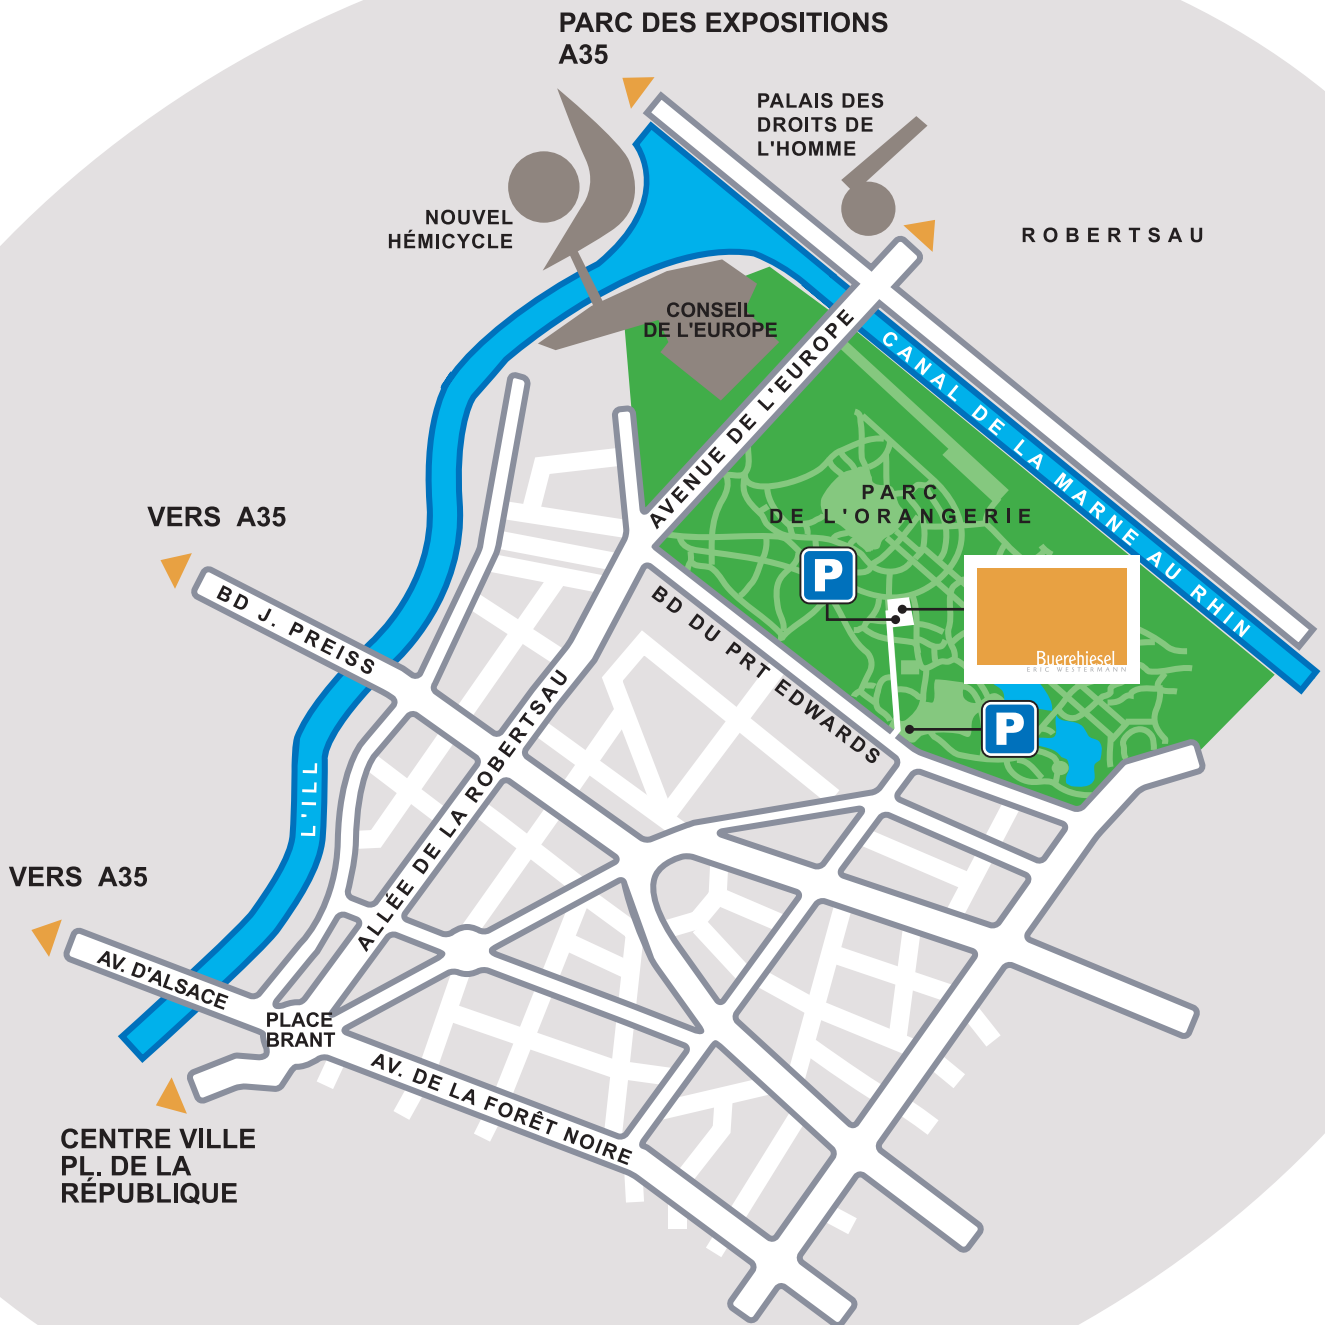 PARC DES EXPOSITIONS
A35
PALAIS DES
DROITS DE
L'HOMME
NOUVEL
HÉMICYCLE
ROBERTSAU
CONSEIL
DE L'EUROPE
AVENUE DE L'EUROPE
CANAL DE LA MARNE AU RHIN
PARC
DE L'ORANGERIE
VERS A35
BD J. PREISS
P
BD DU PRT EDWARDS
Buerehiesel
ERIC WESTERMANN
P
L'ILL
ALLÉE DE LA ROBERTSAU
VERS A35
AV. D'ALSACE
PLACE
BRANT
AV. DE LA FORÊT NOIRE
CENTRE VILLE
PL. DE LA
RÉPUBLIQUE